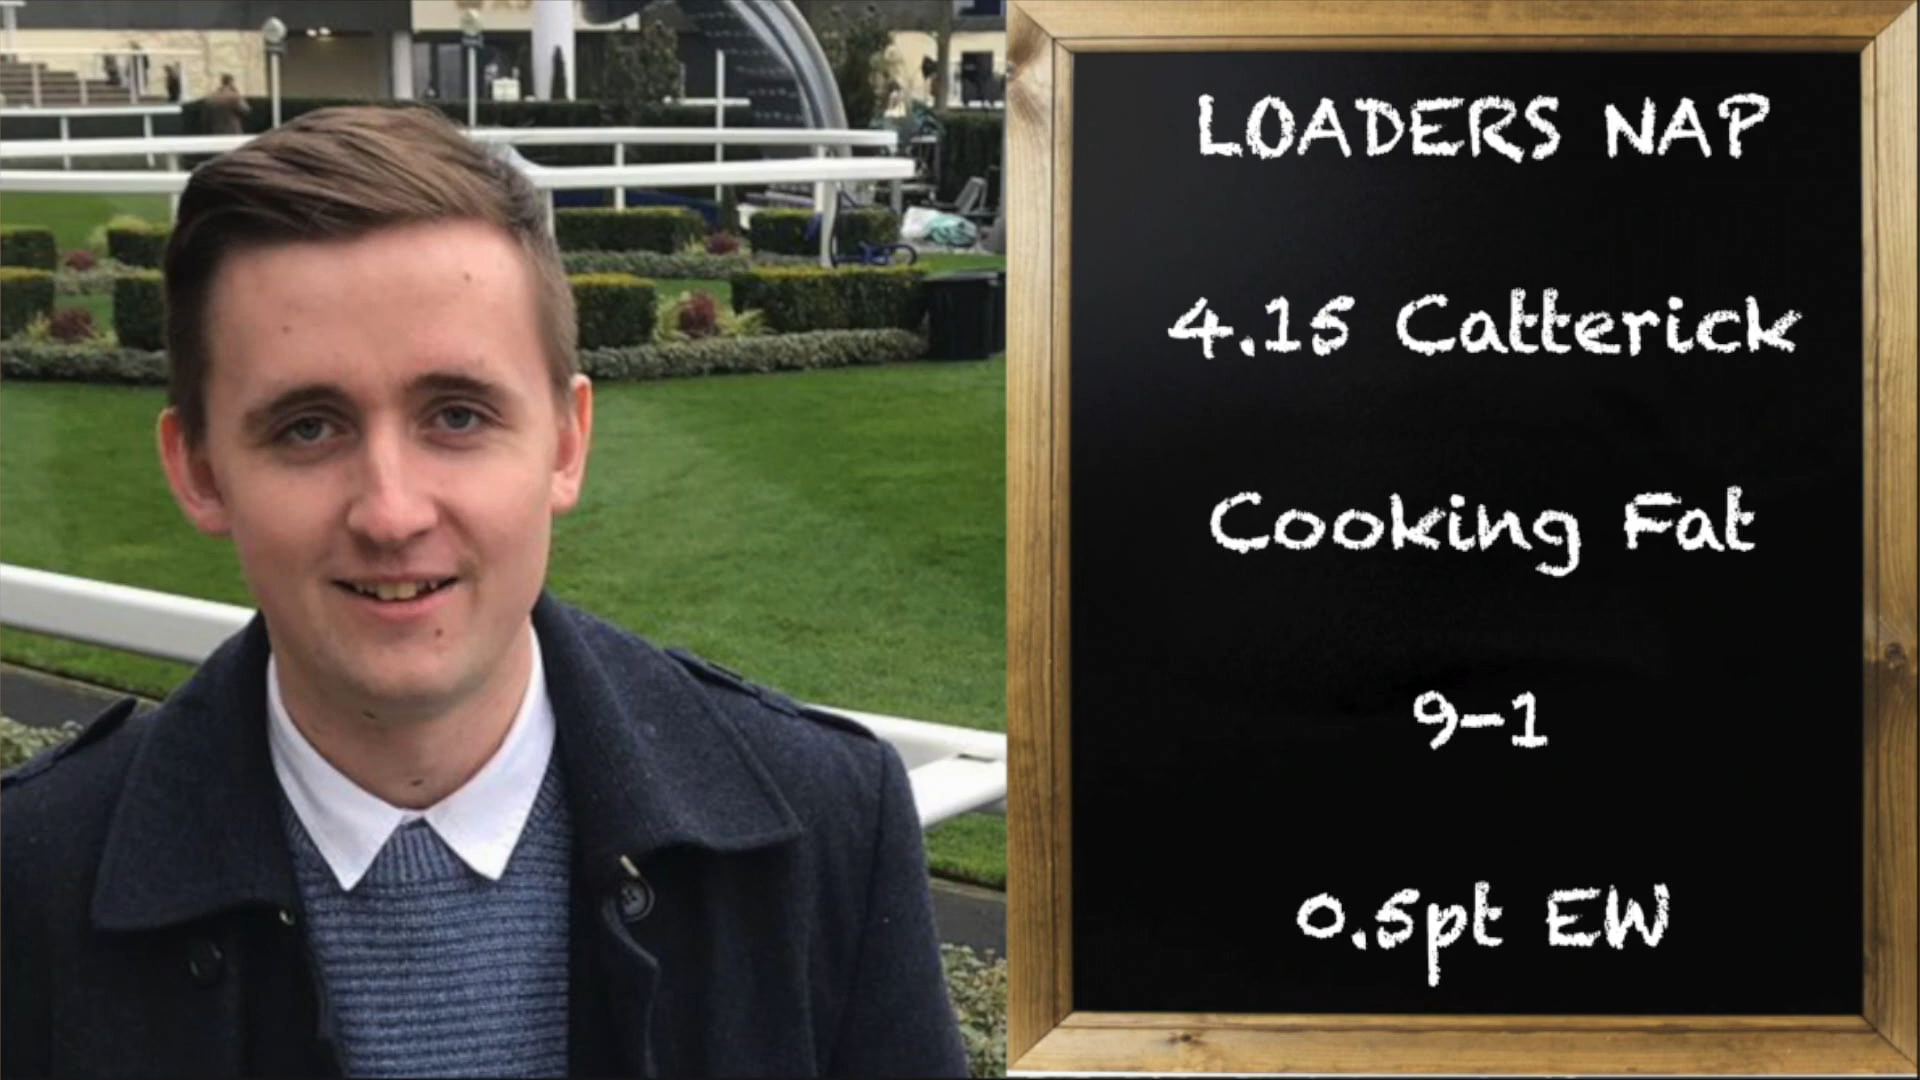 LOADERS NAP
4.15 Catterick
Cooking Fat
9-1
0.5pt EW